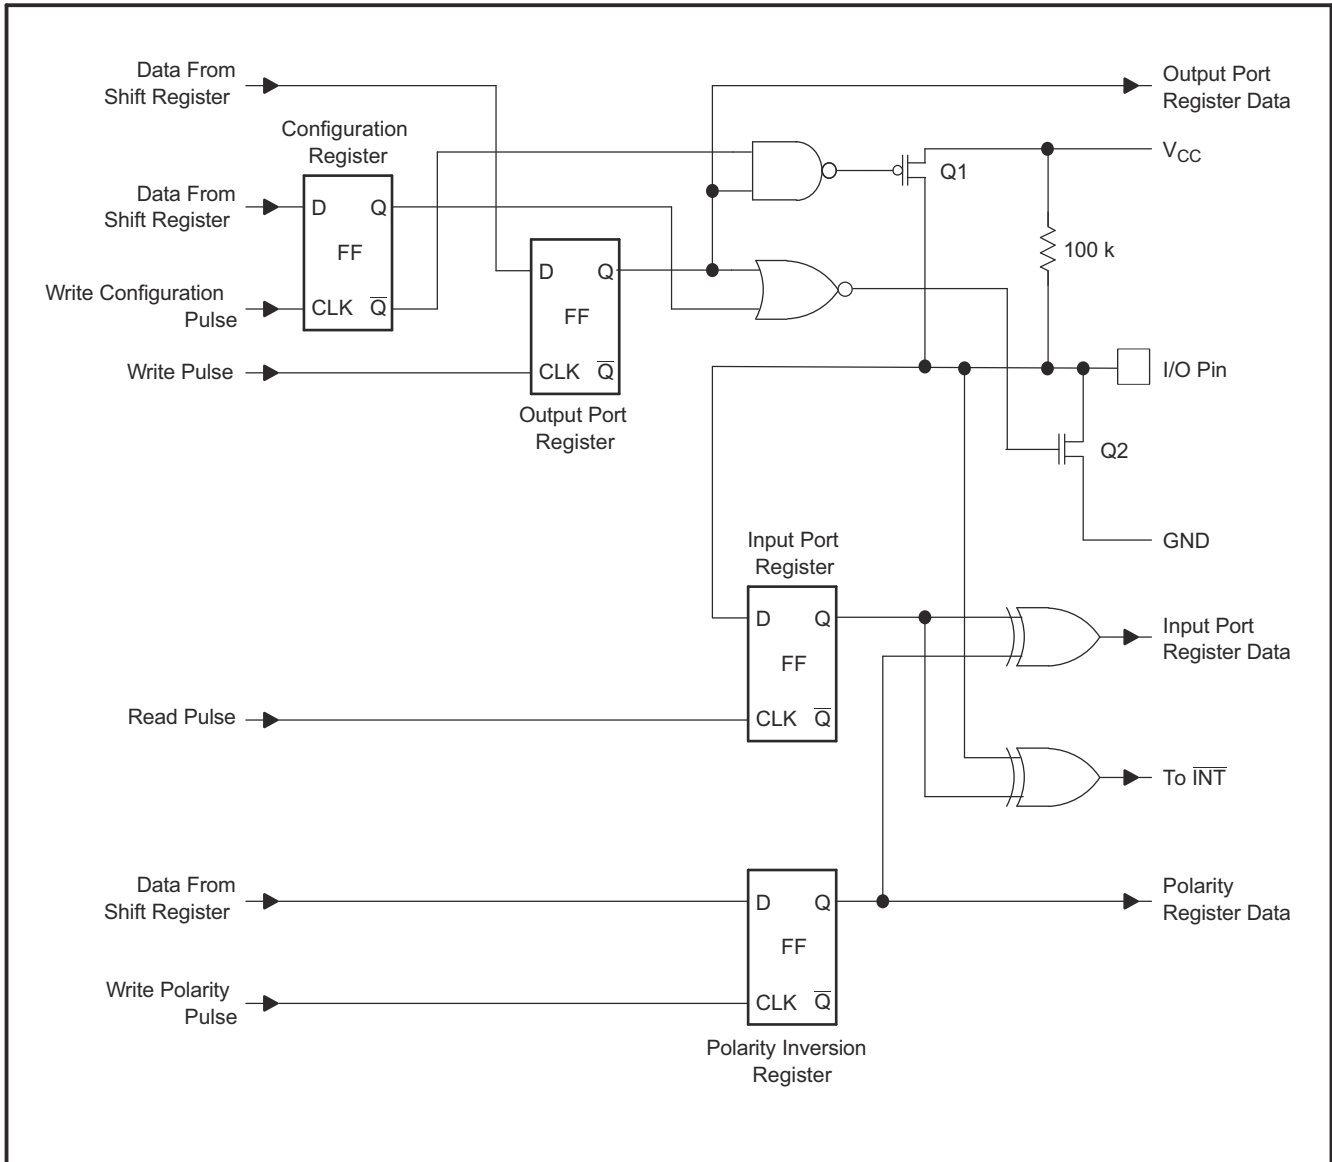 Data From
Shift Register
Output Port
Register Data
Configuration
Register
V_CC
Q1
Data From
Shift Register
D
Q
FF
100 k
Write Configuration
Pulse
CLK
Q̅
D
Q
FF
Write Pulse
CLK
Q̅
I/O Pin
Output Port
Register
Q2
GND
Input Port
Register
D
Q
FF
Input Port
Register Data
Read Pulse
CLK
Q̅
To I̅N̅T̅
Data From
Shift Register
D
Q
FF
Polarity
Register Data
Write Polarity
Pulse
CLK
Q̅
Polarity Inversion
Register